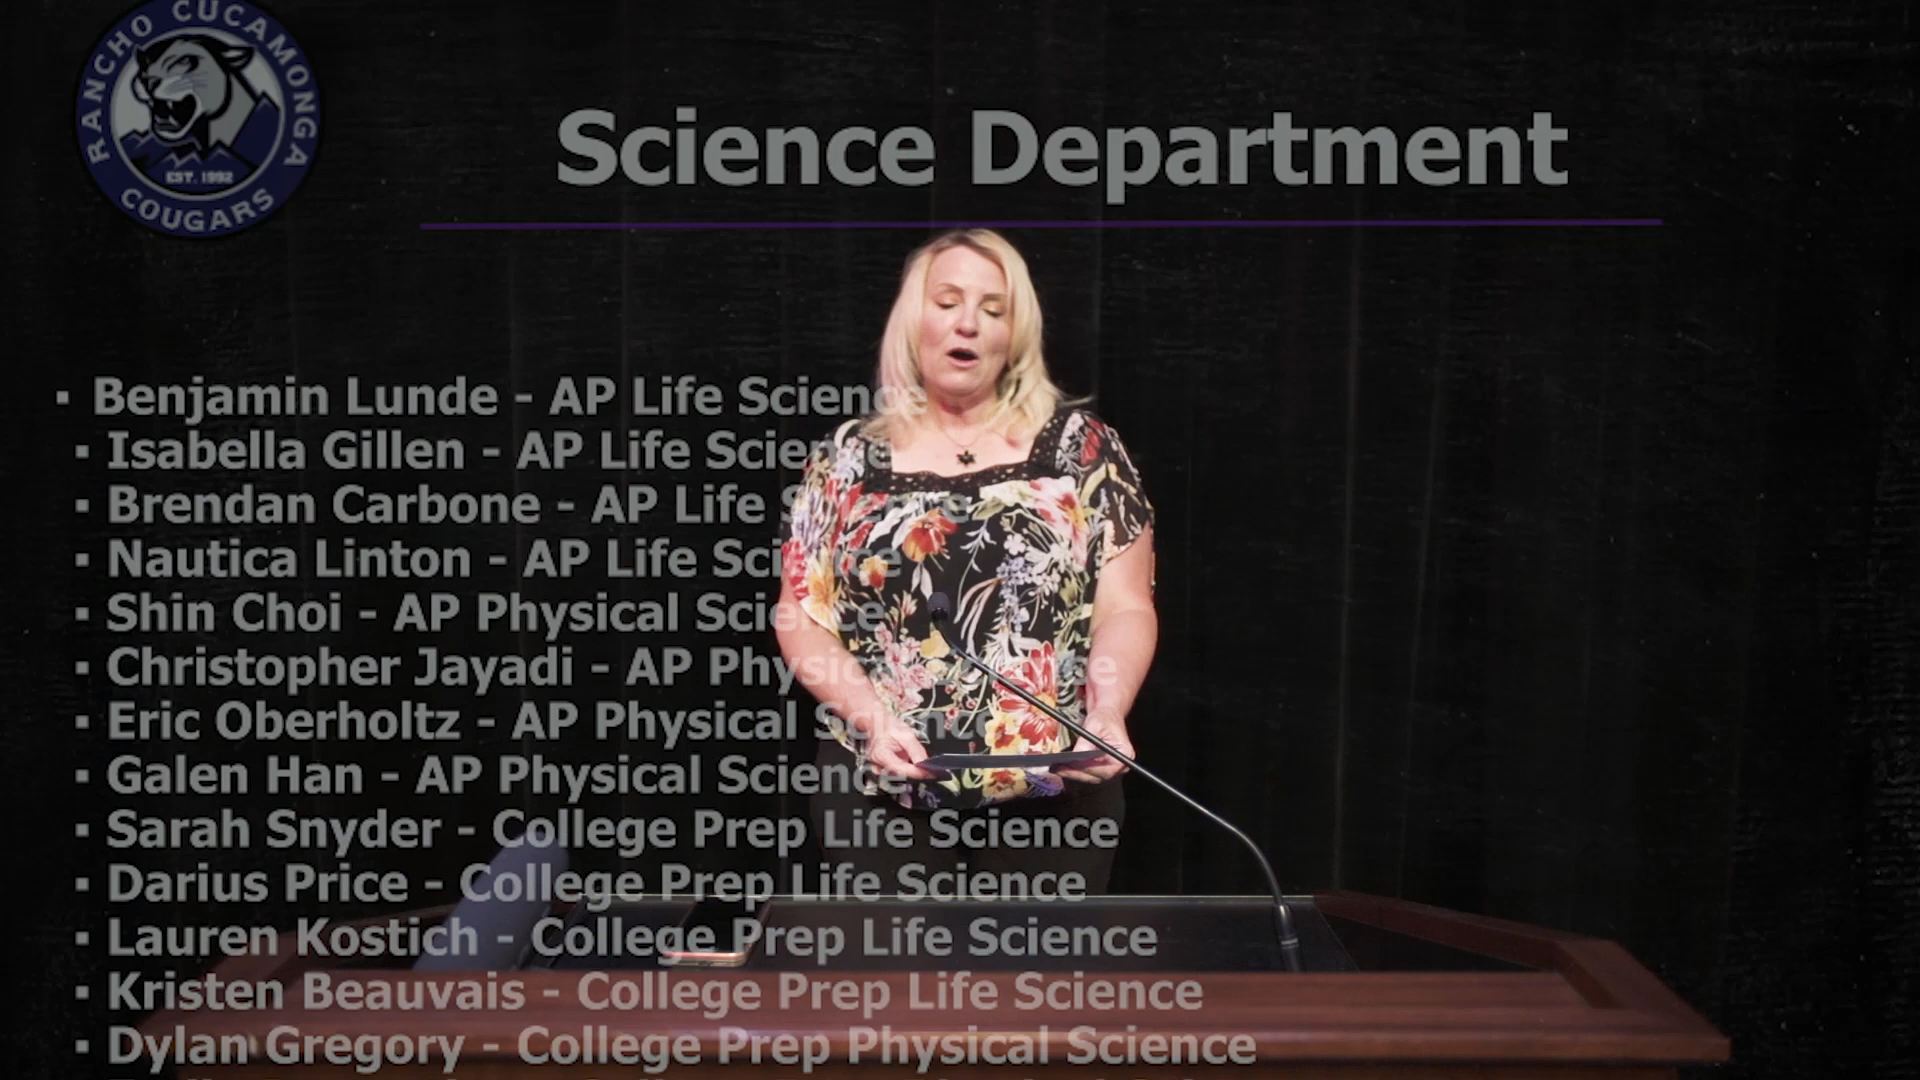 RANCHO CUCAMONGA
EST. 1992
COUGARS
Science Department
▪ Benjamin Lunde - AP Life Science
▪ Isabella Gillen - AP Life Science
▪ Brendan Carbone - AP Life Science
▪ Nautica Linton - AP Life Science
▪ Shin Choi - AP Physical Science
▪ Christopher Jayadi - AP Physical Science
▪ Eric Oberholtz - AP Physical Science
▪ Galen Han - AP Physical Science
▪ Sarah Snyder - College Prep Life Science
▪ Darius Price - College Prep Life Science
▪ Lauren Kostich - College Prep Life Science
▪ Kristen Beauvais - College Prep Life Science
▪ Dylan Gregory - College Prep Physical Science